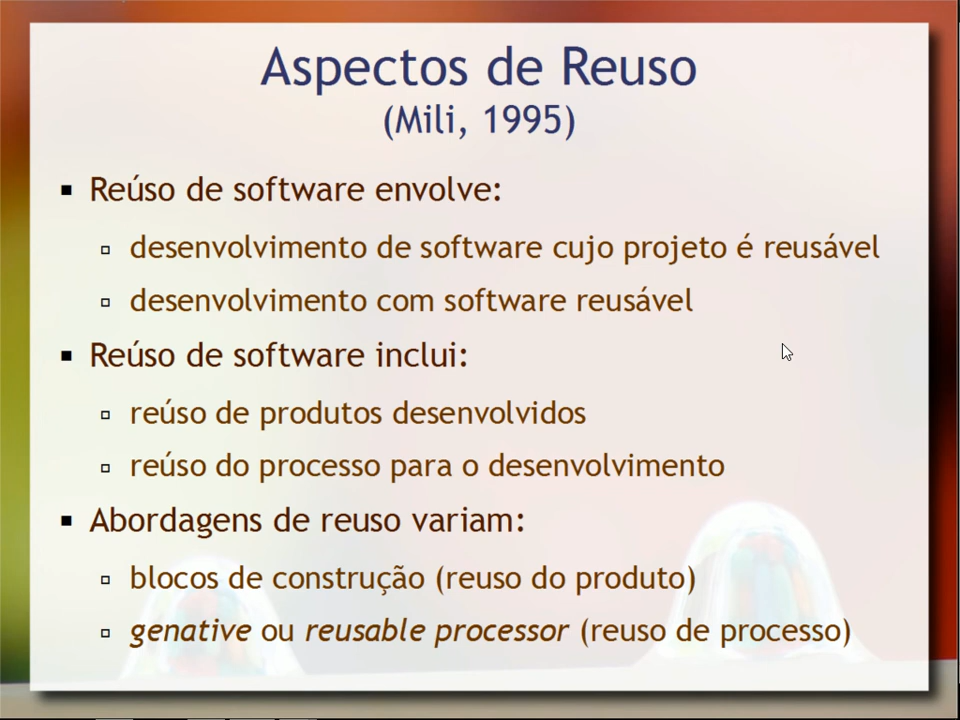 Aspectos de Reuso
(Mili, 1995)
Reúso de software envolve:
desenvolvimento de software cujo projeto é reusável
desenvolvimento com software reusável
Reúso de software inclui:
reúso de produtos desenvolvidos
reúso do processo para o desenvolvimento
Abordagens de reuso variam:
blocos de construção (reuso do produto)
genative ou reusable processor (reuso de processo)